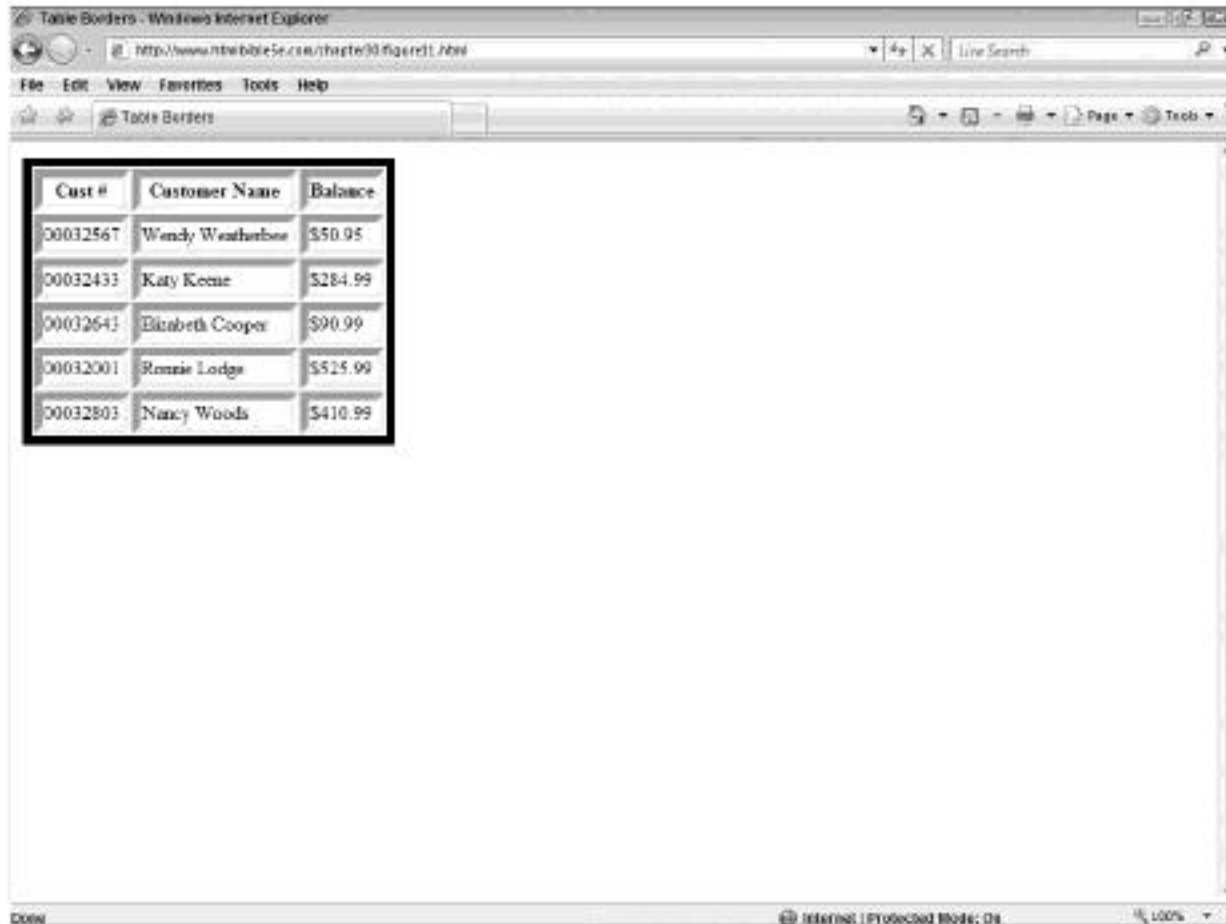 Table Borders - Windows Internet Explorer
Live Search
File Edit View Favorites Tools Help
Table Borders
Page Tools
Cust # Customer Name Balance
00032567 Wendy Weatherbee $50.95
00032433 Katy Keene $284.99
00032643 Elizabeth Cooper $90.99
00032001 Ronnie Lodge $525.99
00032803 Nancy Woods $410.99
Done
Internet | Protected Mode: On
100%